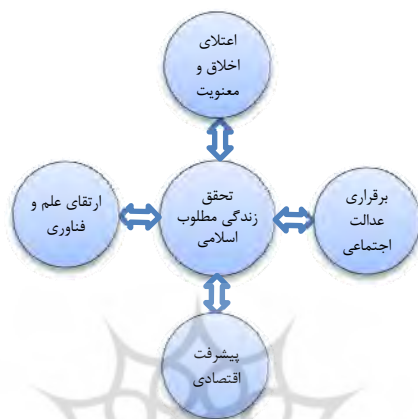 اعتلای
اخلاق و
معنویت
برقراری
عدالت
اجتماعی
تحقق
زندگی مطلوب
اسلامی
ارتقای علم و
فناوری
پیشرفت
اقتصادی